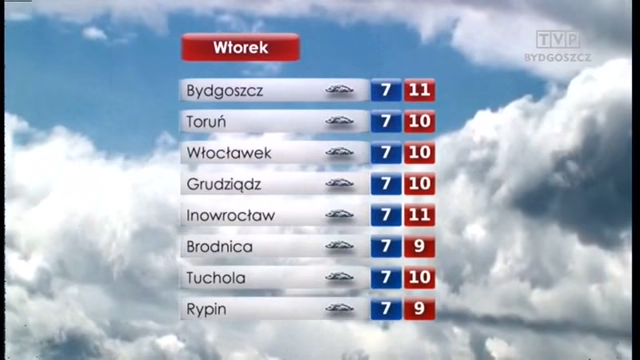 Wtorek
TVP
BYDGOSZCZ
Bydgoszcz 7 11
Toruń 7 10
Włocławek 7 10
Grudziądz 7 10
Inowrocław 7 11
Brodnica 7 9
Tuchola 7 10
Rypin 7 9